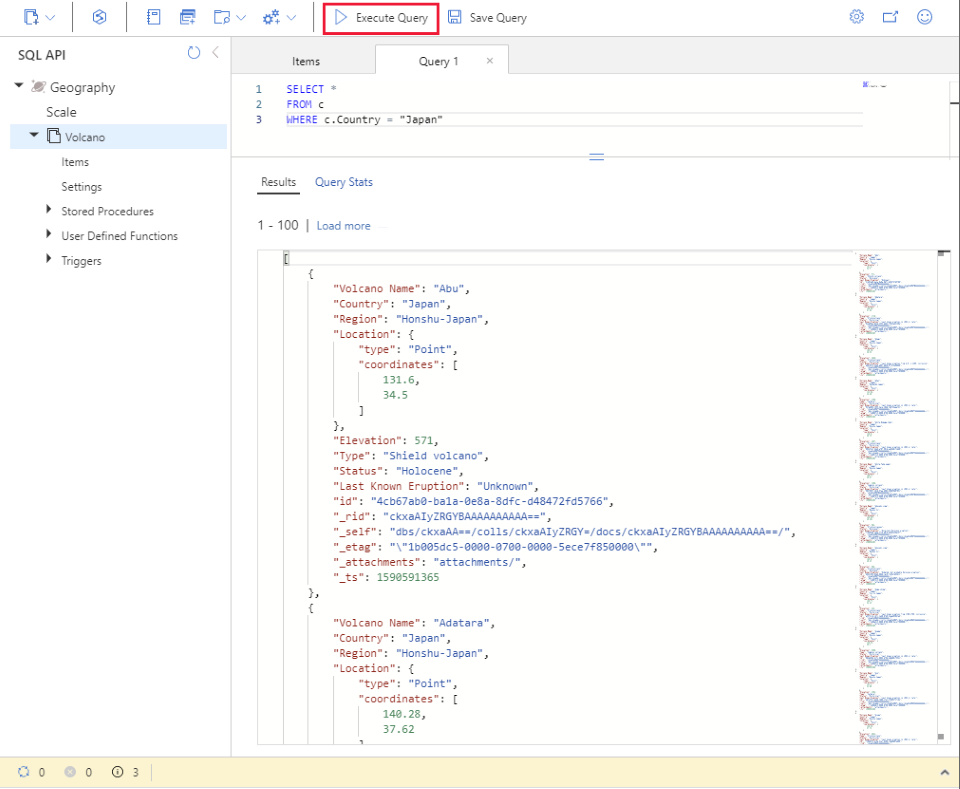 Execute Query
Save Query
SQL API
Geography
Scale
Volcano
Items
Settings
Stored Procedures
User Defined Functions
Triggers
Items
Query 1
1 SELECT *
2 FROM c
3 WHERE c.Country = "Japan"
Results
Query Stats
1 - 100 | Load more
[
{
"Volcano Name": "Abu",
"Country": "Japan",
"Region": "Honshu-Japan",
"Location": {
"type": "Point",
"coordinates": [
131.6,
34.5
]
},
"Elevation": 571,
"Type": "Shield volcano",
"Status": "Holocene",
"Last Known Eruption": "Unknown",
"id": "4cb67ab0-ba1a-0e8a-8dfc-d48472fd5766",
"_rid": "ckxaAIyZRGYBAAAAAAAAAA==",
"_self": "dbs/ckxaAA==/colls/ckxaAIyZRGY=/docs/ckxaAIyZRGYBAAAAAAAAAA==/",
"_etag": "\"1b005dc5-0000-0700-0000-5ece7f850000\"",
"_attachments": "attachments/",
"_ts": 1590591365
},
{
"Volcano Name": "Adatara",
"Country": "Japan",
"Region": "Honshu-Japan",
"Location": {
"type": "Point",
"coordinates": [
140.28,
37.62
]
0 0 3